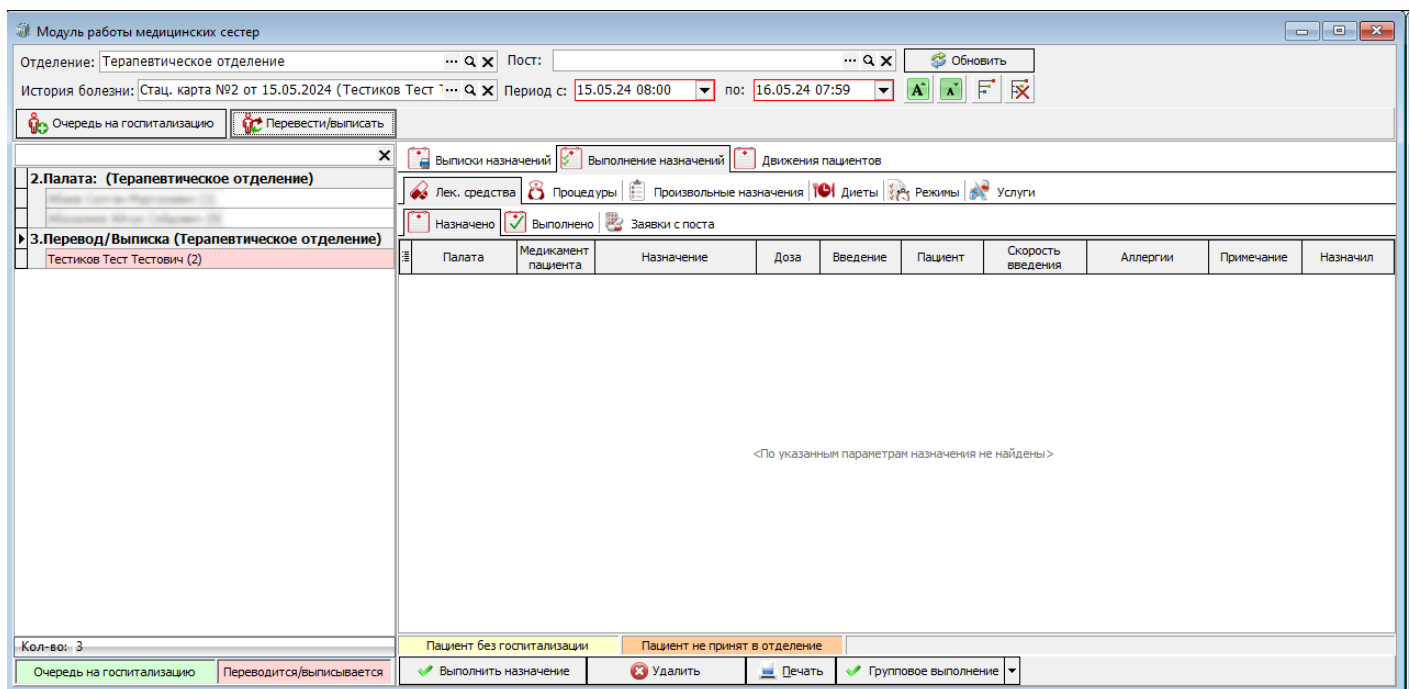 Модуль работы медицинских сестер
Отделение: Терапевтическое отделение Пост: Обновить
История болезни: Стац. карта №2 от 15.05.2024 (Тестиков Тест Период с: 15.05.24 08:00 по: 16.05.24 07:59
Очередь на госпитализацию Перевести/выписать
Выписки назначений Выполнение назначений Движения пациентов
2.Палата: (Терапевтическое отделение)
3.Перевод/Выписка (Терапевтическое отделение)
Тестиков Тест Тестович (2)
Лек. средства Процедуры Произвольные назначения Диеты Режимы Услуги
Назначено Выполнено Заявки с поста
Палата Медикамент пациента Назначение Доза Введение Пациент Скорость введения Аллергии Примечание Назначил
<По указанным параметрам назначения не найдены>
Кол-во: 3
Пациент без госпитализации Пациент не принят в отделение
Очередь на госпитализацию Переводится/выписывается Выполнить назначение Удалить Печать Групповое выполнение